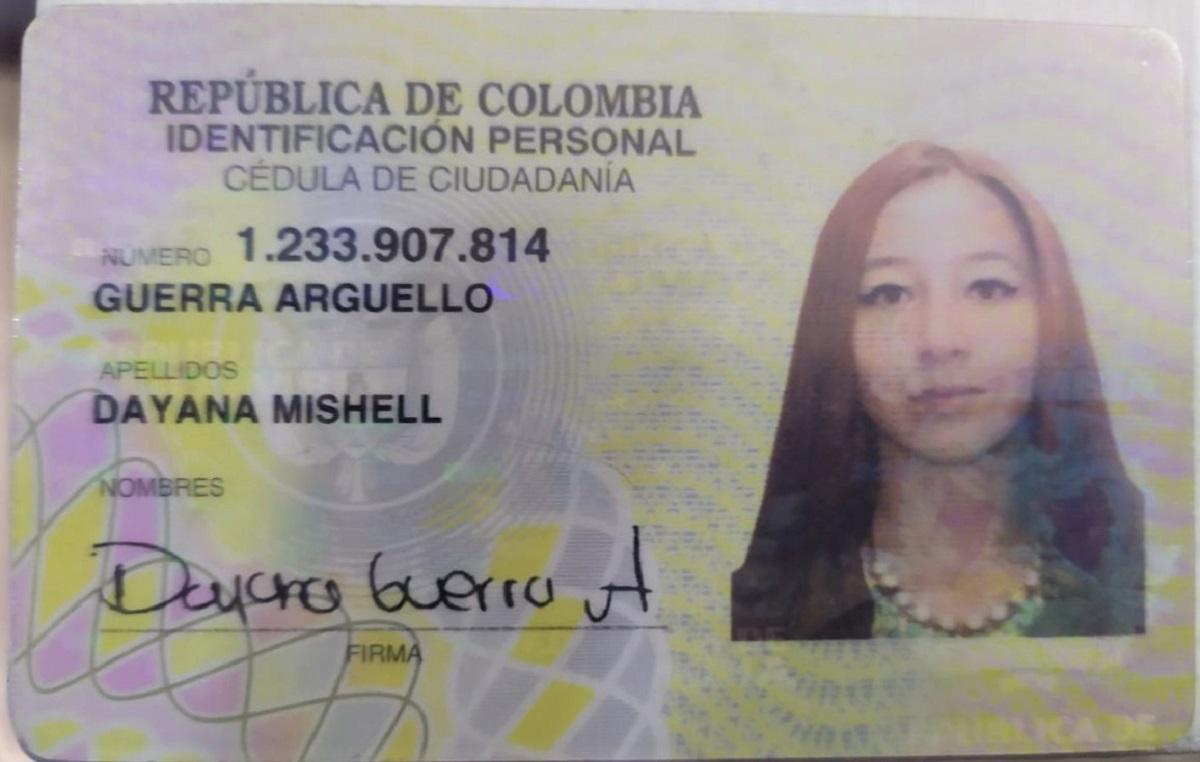 REPÚBLICA DE COLOMBIA
IDENTIFICACIÓN PERSONAL
CÉDULA DE CIUDADANÍA
NUMERO 1.233.907.814
GUERRA ARGUELLO
APELLIDOS
DAYANA MISHELL
NOMBRES
Dayana Guerra A
FIRMA